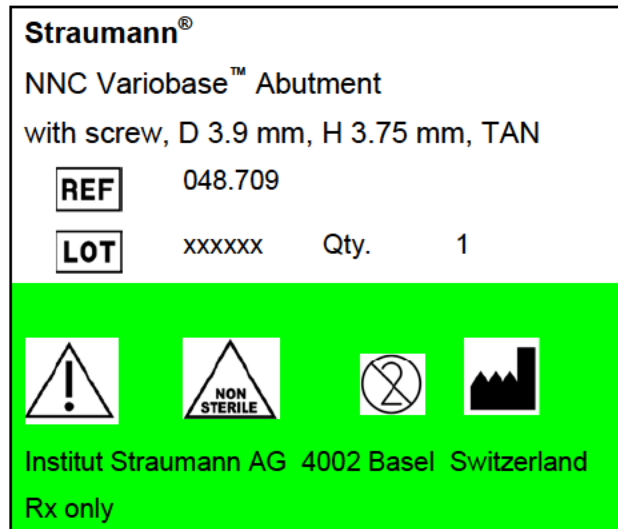 Straumann®
NNC Variobase™ Abutment
with screw, D 3.9 mm, H 3.75 mm, TAN
REF 048.709
LOT xxxxxx Qty. 1
! NON STERILE 2
Institut Straumann AG 4002 Basel Switzerland
Rx only